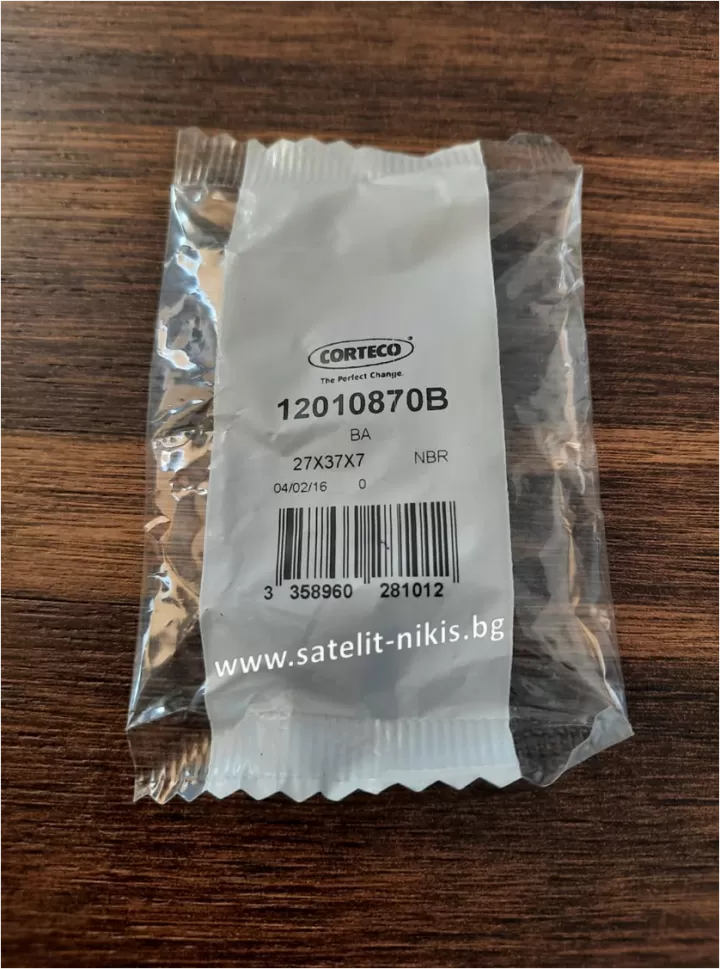 CORTECO®
The Perfect Change.
12010870B
BA
27X37X7 NBR
04/02/16 0
3 358960 281012
www.satelit-nikis.bg